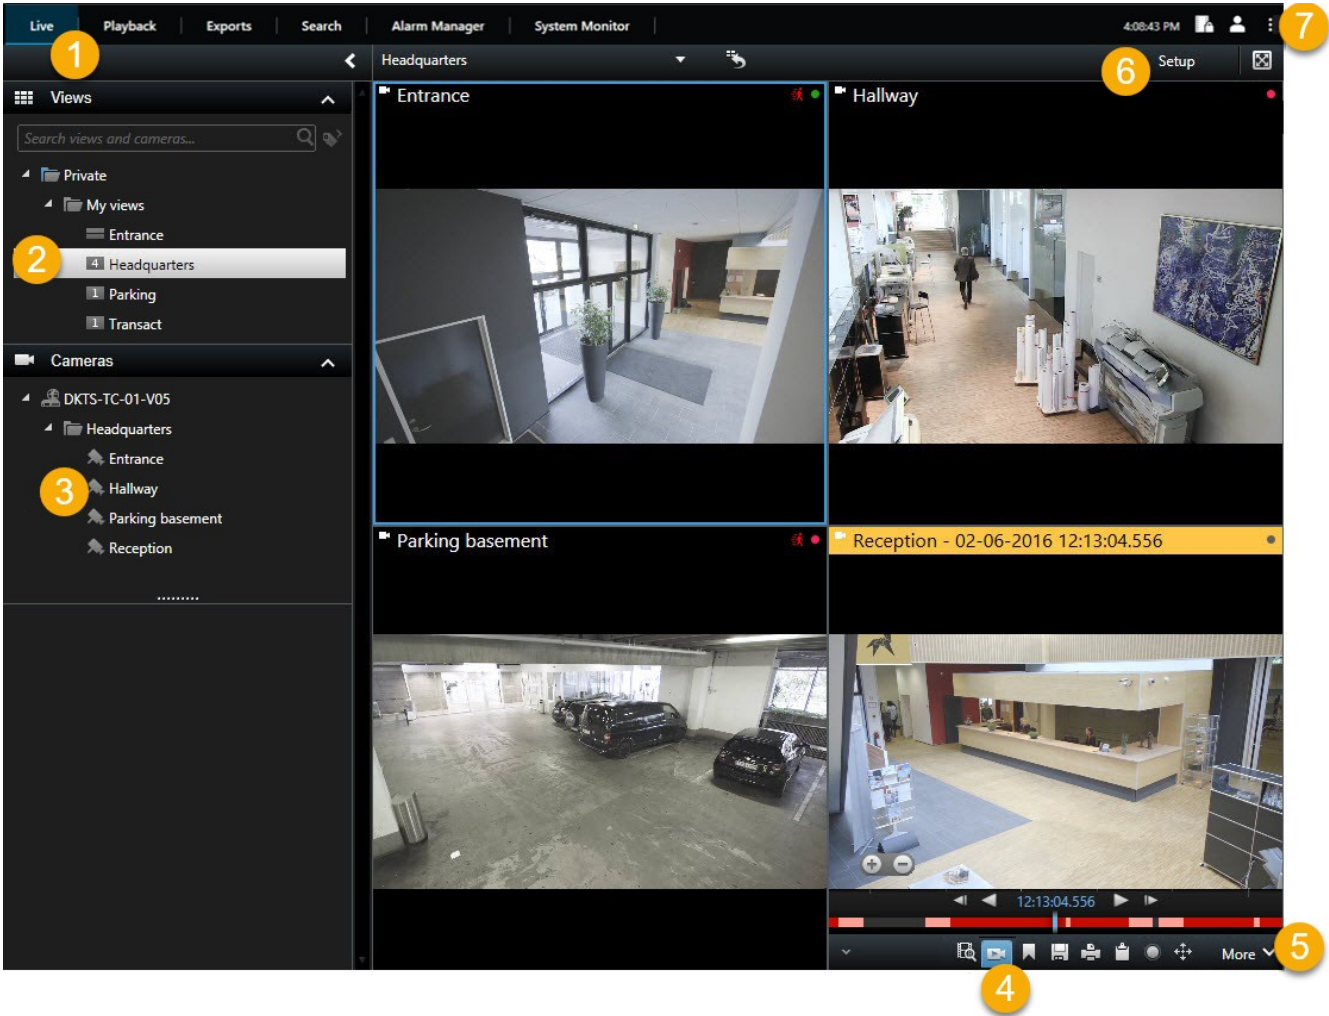 Live Playback Exports Search Alarm Manager System Monitor 4:08:43 PM 7
1
Headquarters 6 Setup
Views
Search views and cameras...
Private
My views
Entrance
2 4 Headquarters
1 Parking
1 Transact
Cameras
DKTS-TC-01-V05
Headquarters
Entrance
3 Hallway
Parking basement
Reception
Entrance
Hallway
Parking basement
Reception - 02-06-2016 12:13:04.556
12:13:04.556
More 5
4